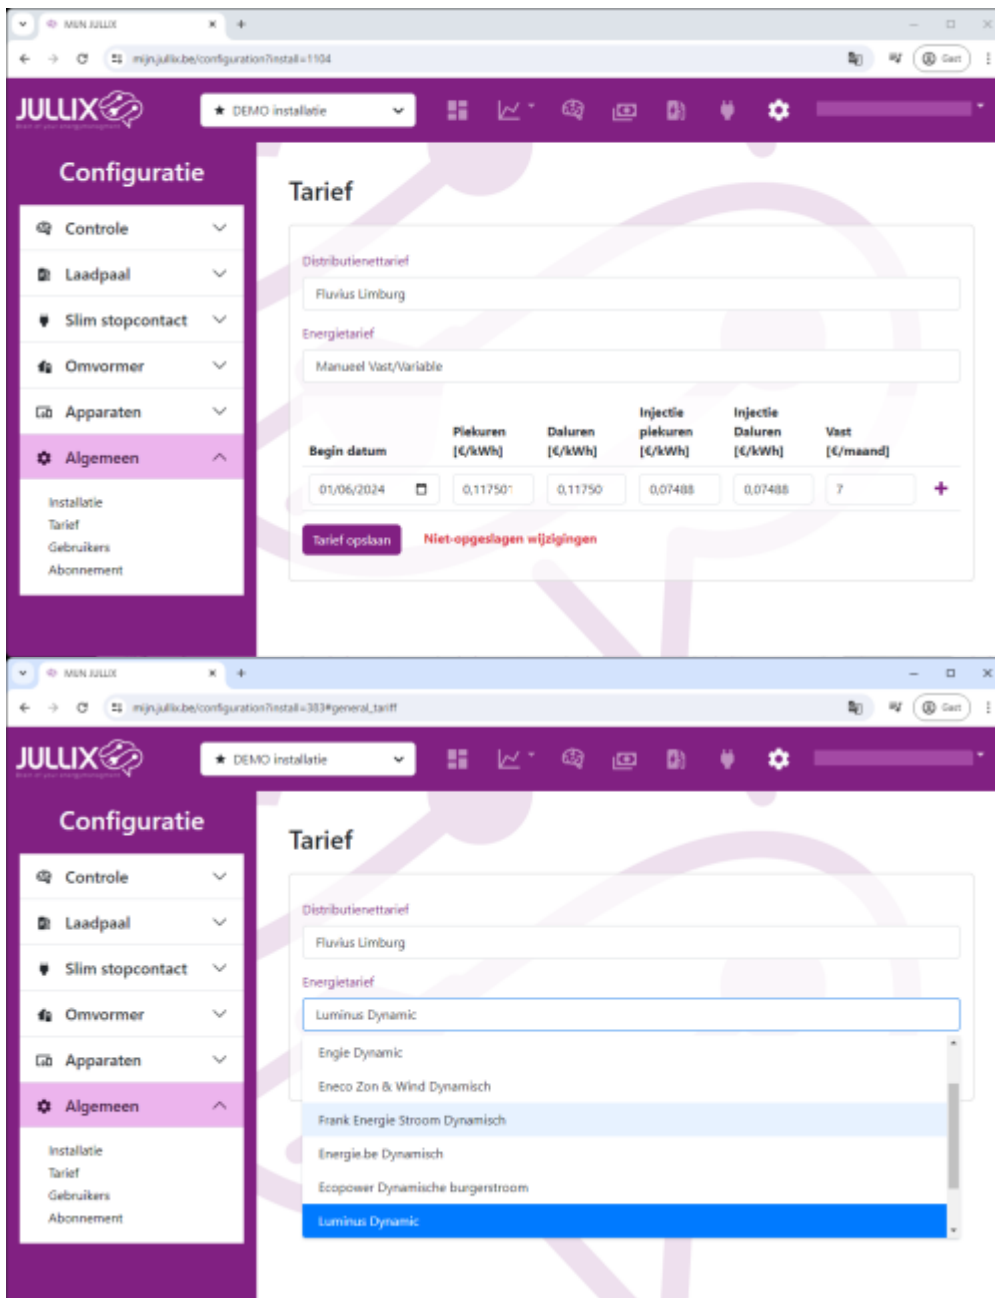 MIJN JULLIX
mijn.jullix.be/configuration?install=1104
Gast
JULLIX
DEMO installatie
Configuratie
Controle
Laadpaal
Slim stopcontact
Omvormer
Apparaten
Algemeen
Installatie
Tarief
Gebruikers
Abonnement
Tarief
Distributienettarief
Fluvius Limburg
Energietarief
Manueel Vast/Variable
Begin datum
Piekuren [€/kWh]
Daluren [€/kWh]
Injectie piekuren [€/kWh]
Injectie Daluren [€/kWh]
Vast [€/maand]
01/06/2024 0,11750 0,11750 0,07488 0,07488 7
Tarief opslaan Niet-opgeslagen wijzigingen
MIJN JULLIX
mijn.jullix.be/configuration?install=383#general_tariff
Gast
JULLIX
DEMO installatie
Configuratie
Controle
Laadpaal
Slim stopcontact
Omvormer
Apparaten
Algemeen
Installatie
Tarief
Gebruikers
Abonnement
Tarief
Distributienettarief
Fluvius Limburg
Energietarief
Luminus Dynamic
Engie Dynamic
Eneco Zon & Wind Dynamisch
Frank Energie Stroom Dynamisch
Energie.be Dynamisch
Ecopower Dynamische burgerstroom
Luminus Dynamic